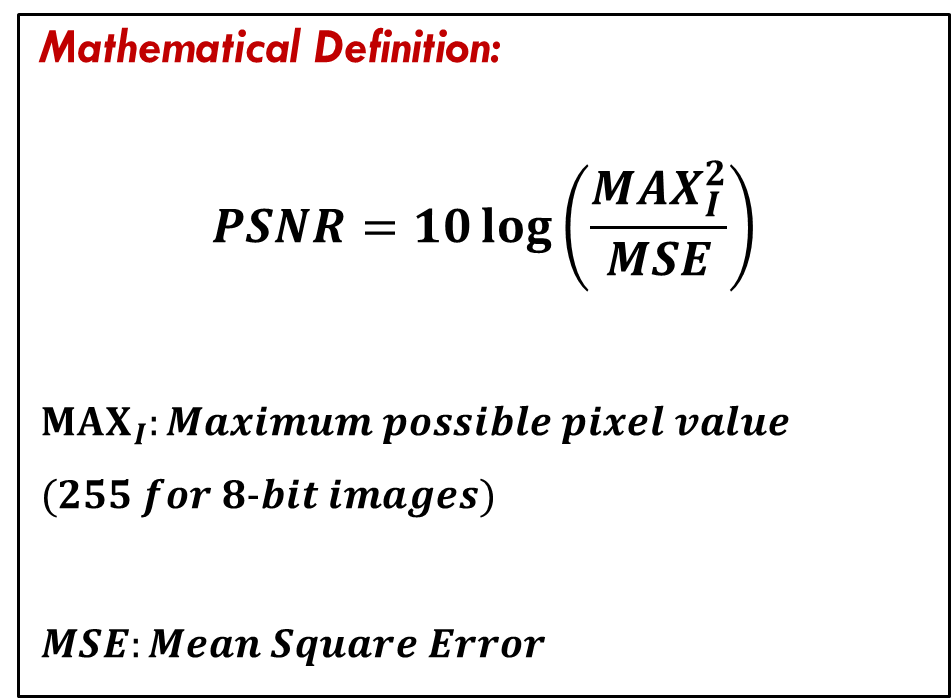 Mathematical Definition:
PSNR = 10 log (MAX_I^2 / MSE)
MAX_I: Maximum possible pixel value
(255 for 8-bit images)
MSE: Mean Square Error